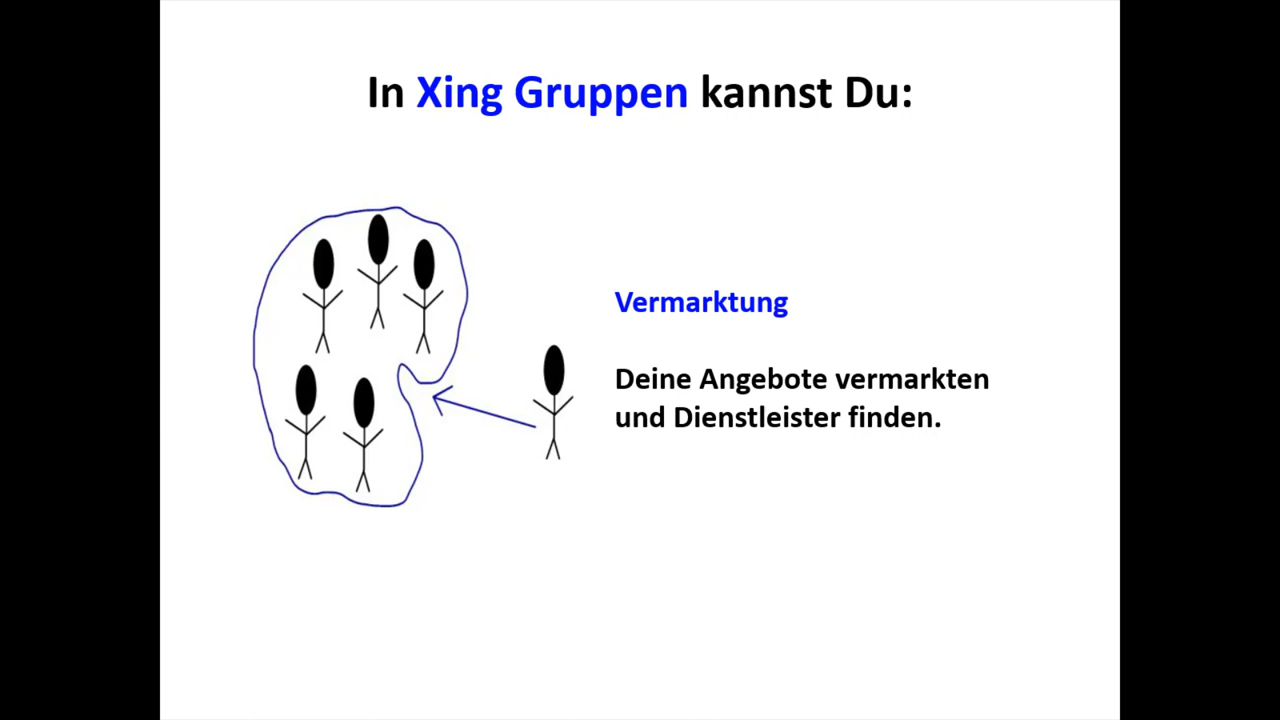 In Xing Gruppen kannst Du:
Vermarktung
Deine Angebote vermarkten
und Dienstleister finden.